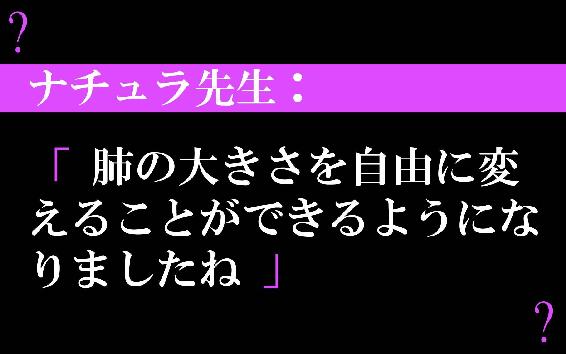 ?
ナチュラ先生：
「 肺の大きさを自由に変
えることができるようにな
りましたね 」
?